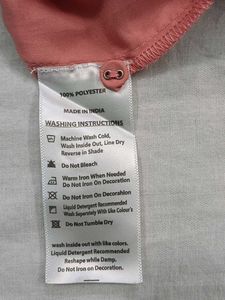 100% POLYESTER
MADE IN INDIA
WASHING INSTRUCTIONS
Machine Wash Cold,
Wash Inside Out, Line Dry
Reverse in Shade
Do Not Bleach
Warm Iron When Needed
Do Not Iron on Decoration
Do Not Iron on Decorahion
Liquid Detergent Recommended
Wash Seperately With like Colour's
Do Not Tumble Dry
wash inside out with like colors.
Liquid Detergent Recommended
Reshape while Damp.
Do Not Iron on Decoration.